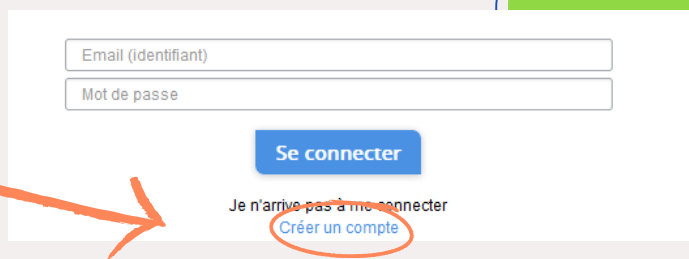 Email (identifiant)
Mot de passe
Se connecter
Je n'arrive pas à me connecter
Créer un compte